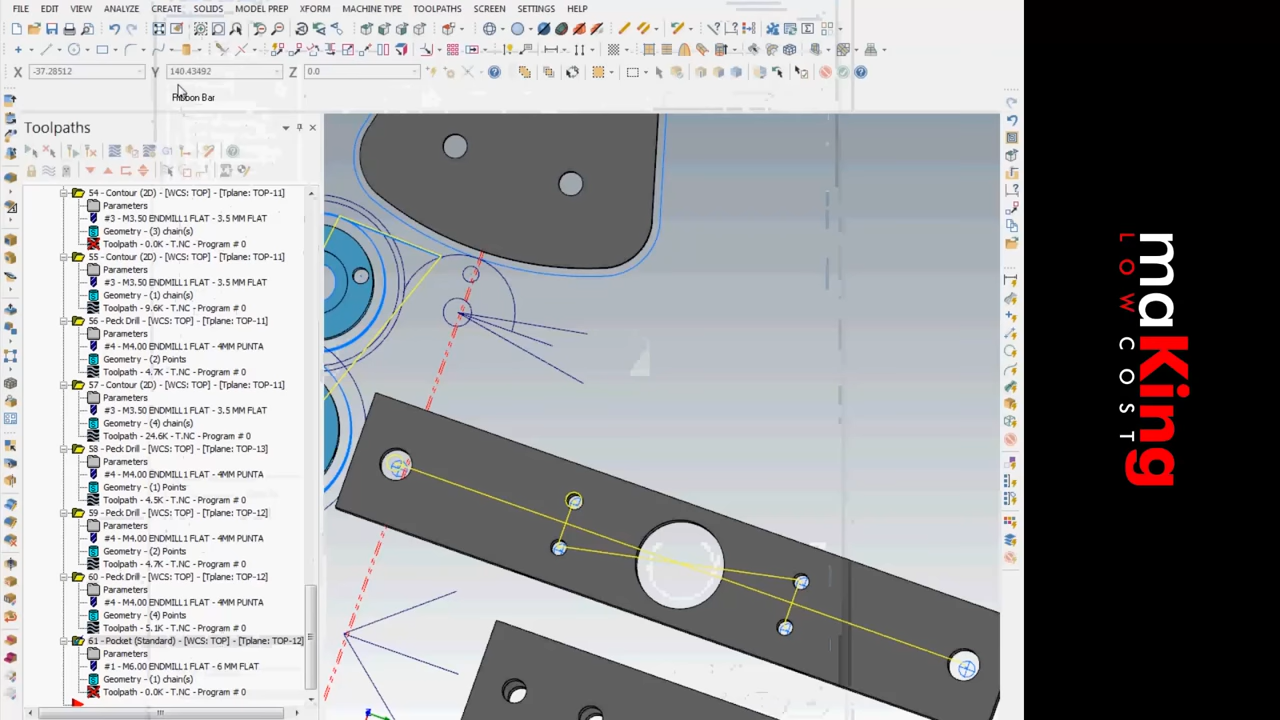 FILE EDIT VIEW ANALYZE CREATE SOLIDS MODEL PREP XFORM MACHINE TYPE TOOLPATHS SCREEN SETTINGS HELP
X -37.28512 Y 140.43492 Z 0.0
Ribbon Bar
Toolpaths
54 - Contour (2D) - [WCS: TOP] - [Tplane: TOP-11]
Parameters
#3 - M3.50 ENDMILL1 FLAT - 3.5 MM FLAT
Geometry - (3) chain(s)
Toolpath - 0.0K - T.NC - Program # 0
55 - Contour (2D) - [WCS: TOP] - [Tplane: TOP-11]
Parameters
#3 - M3.50 ENDMILL1 FLAT - 3.5 MM FLAT
Geometry - (1) chain(s)
Toolpath - 9.6K - T.NC - Program # 0
56 - Peck Drill - [WCS: TOP] - [Tplane: TOP-11]
Parameters
#4 - M4.00 ENDMILL1 FLAT - 4MM PUNTA
Geometry - (2) Points
Toolpath - 4.7K - T.NC - Program # 0
57 - Contour (2D) - [WCS: TOP] - [Tplane: TOP-11]
Parameters
#3 - M3.50 ENDMILL1 FLAT - 3.5 MM FLAT
Geometry - (4) chain(s)
Toolpath - 24.6K - T.NC - Program # 0
58 - Peck Drill - [WCS: TOP] - [Tplane: TOP-13]
Parameters
#4 - M4.00 ENDMILL1 FLAT - 4MM PUNTA
Geometry - (1) Points
Toolpath - 4.5K - T.NC - Program # 0
59 - Peck Drill - [WCS: TOP] - [Tplane: TOP-12]
Parameters
#4 - M4.00 ENDMILL1 FLAT - 4MM PUNTA
Geometry - (2) Points
Toolpath - 4.7K - T.NC - Program # 0
60 - Peck Drill - [WCS: TOP] - [Tplane: TOP-12]
Parameters
#4 - M4.00 ENDMILL1 FLAT - 4MM PUNTA
Geometry - (4) Points
Toolpath - 5.1K - T.NC - Program # 0
61 - Pocket (Standard) - [WCS: TOP] - [Tplane: TOP-12]
Parameters
#1 - M6.00 ENDMILL1 FLAT - 6 MM FLAT
Geometry - (1) chain(s)
Toolpath - 0.0K - T.NC - Program # 0
maKing
LOW COST